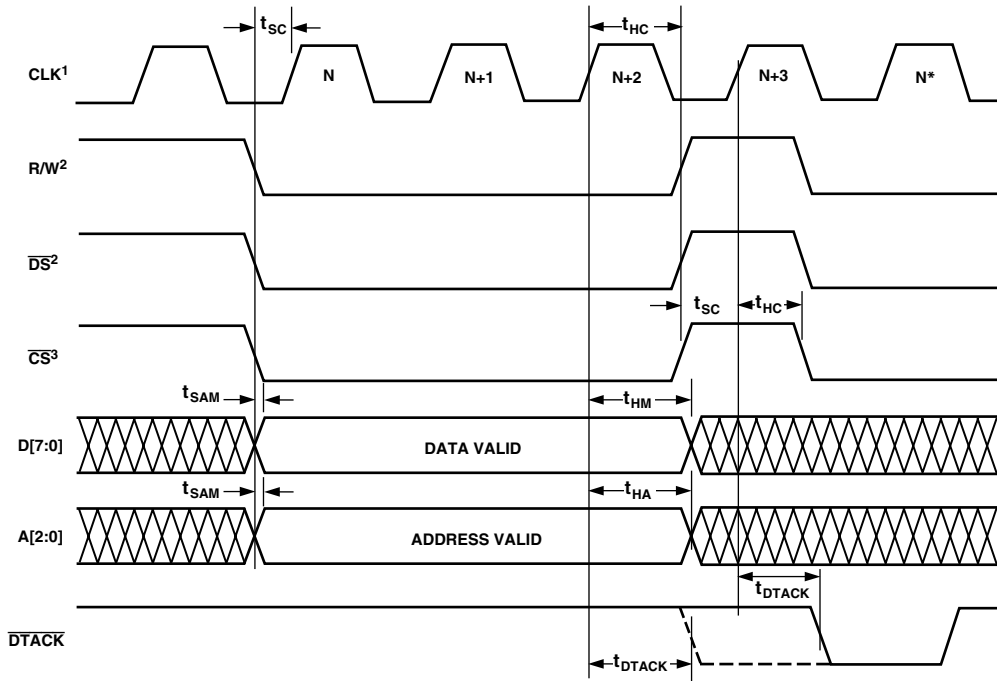 tSC tHC
CLK1 N N+1 N+2 N+3 N*
R/W2
DS2
tSC tHC
CS3
tSAM tHM
D[7:0] DATA VALID
tSAM tHA
A[2:0] ADDRESS VALID
tDTACK
DTACK
tDTACK